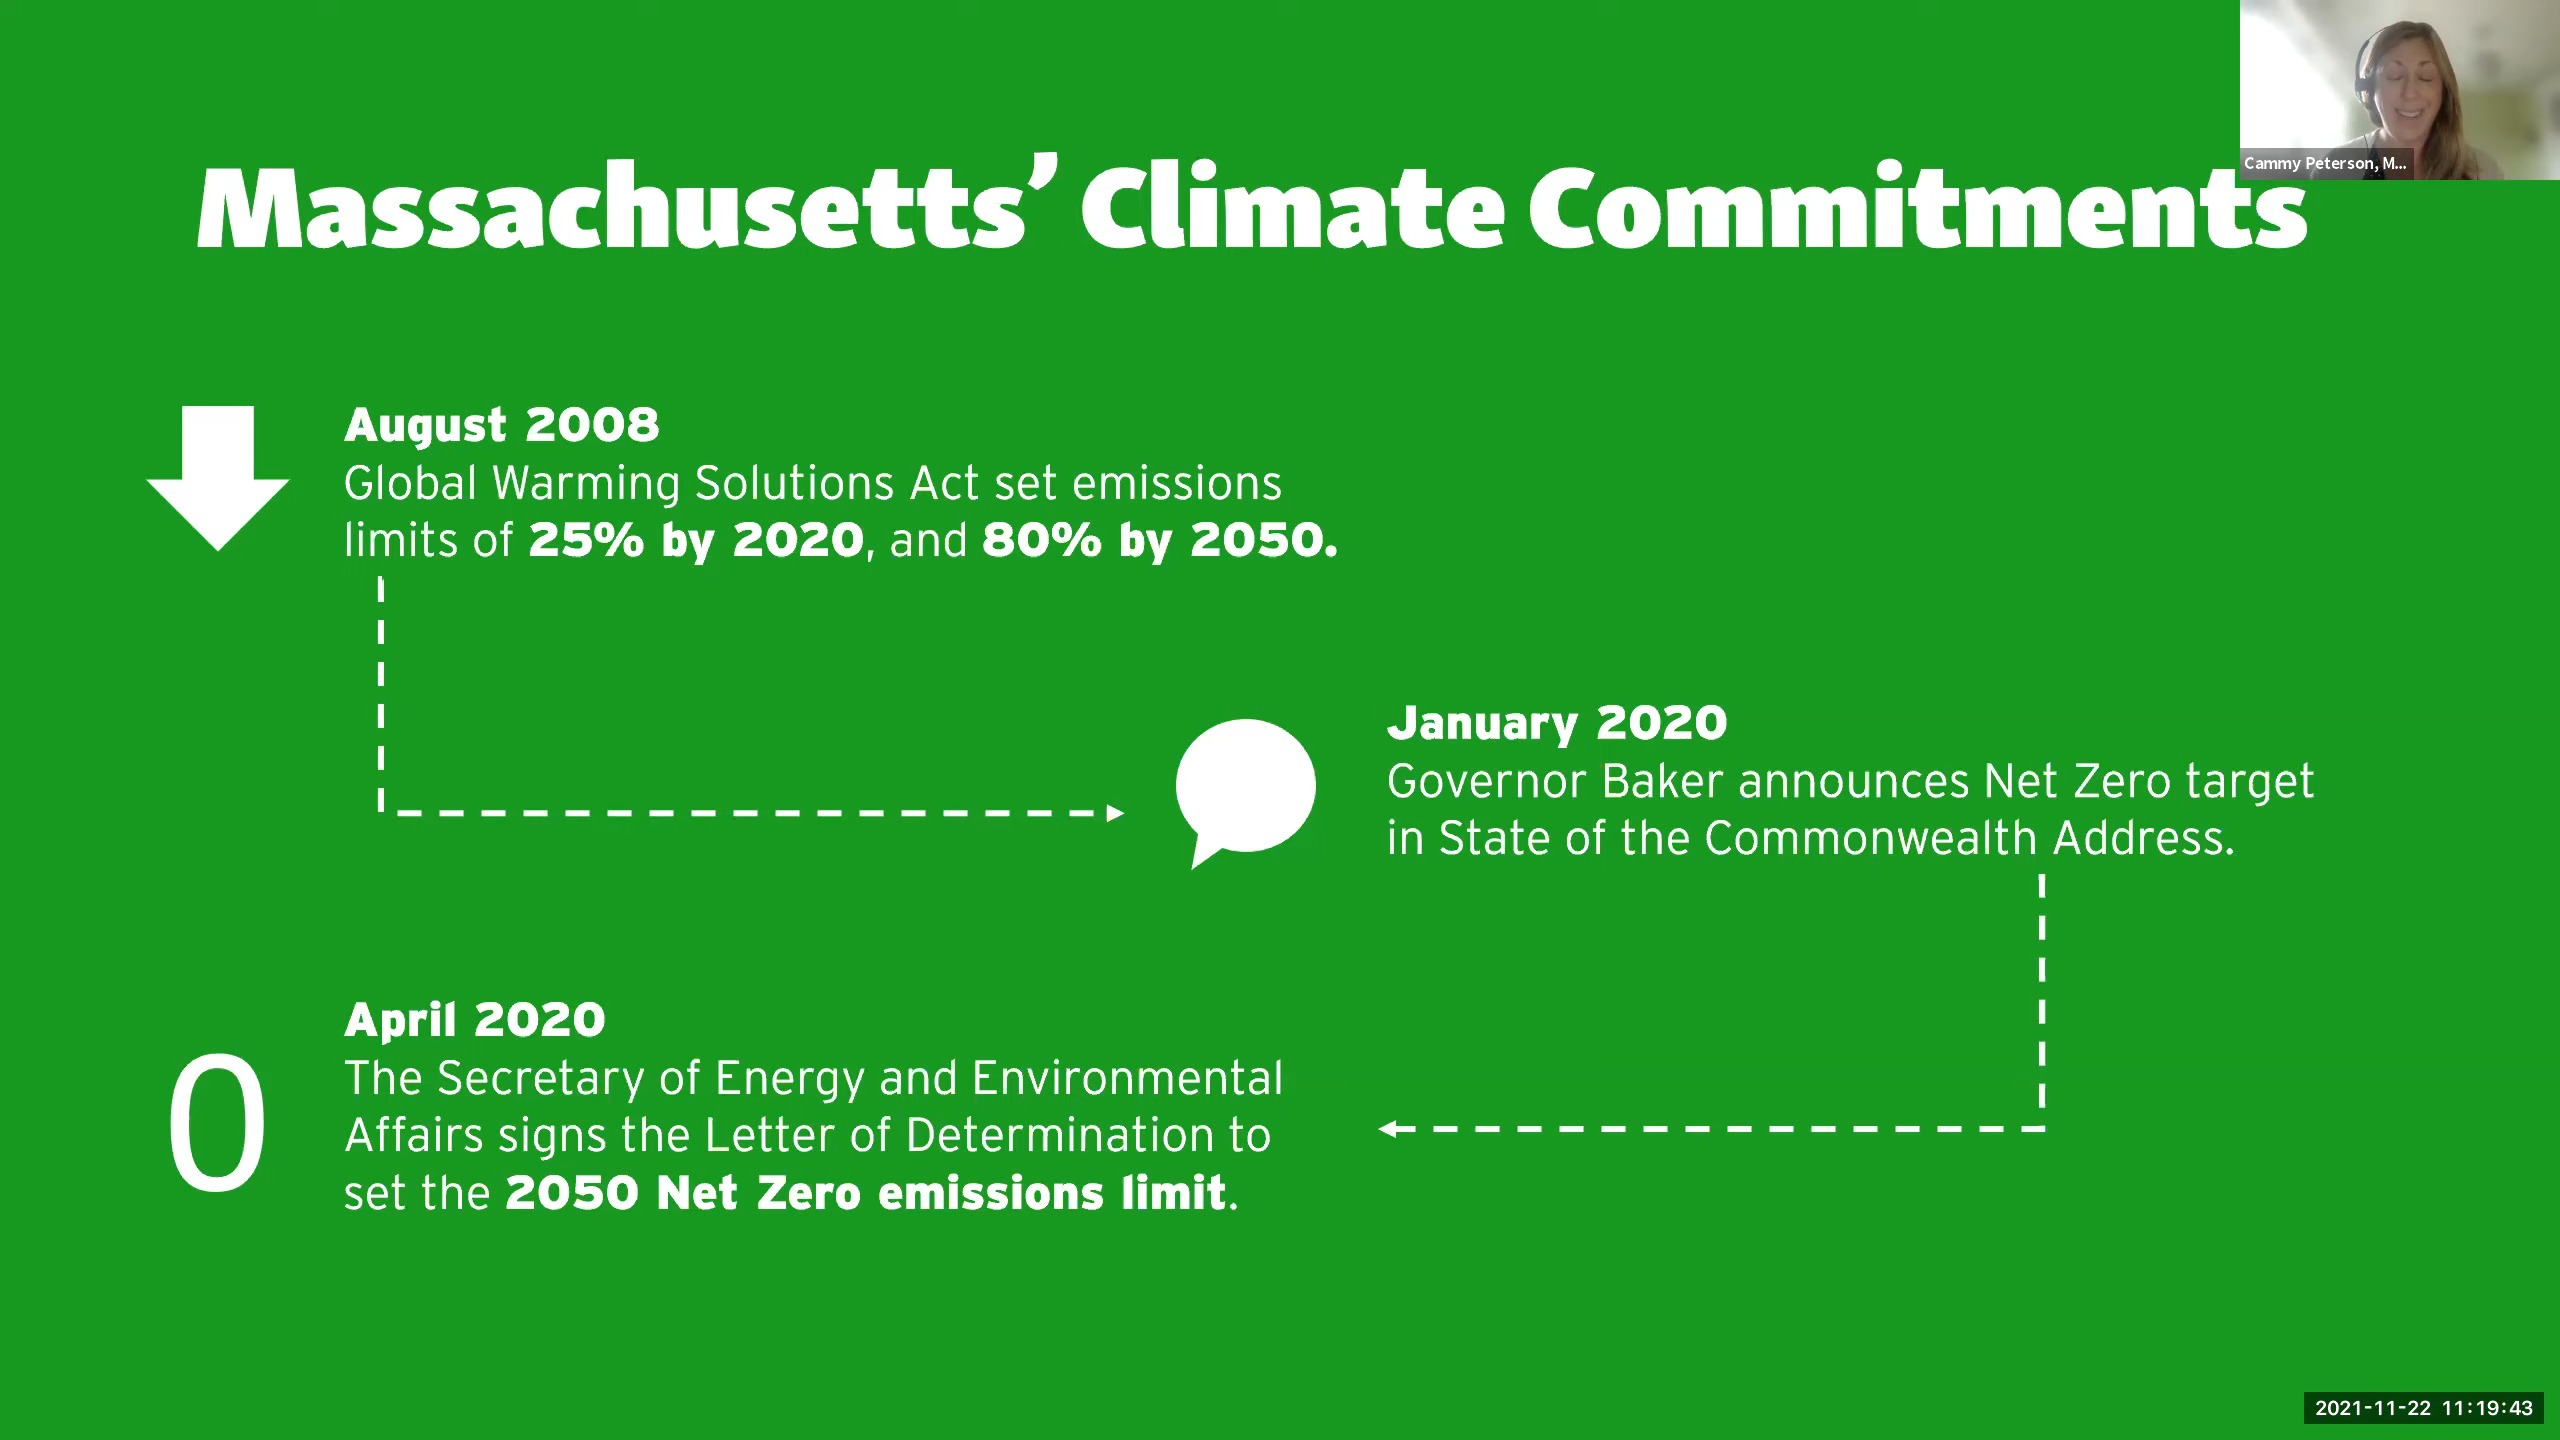 Cammy Peterson, M...
Massachusetts’ Climate Commitments
August 2008
Global Warming Solutions Act set emissions
limits of 25% by 2020, and 80% by 2050.
January 2020
Governor Baker announces Net Zero target
in State of the Commonwealth Address.
0
April 2020
The Secretary of Energy and Environmental
Affairs signs the Letter of Determination to
set the 2050 Net Zero emissions limit.
2021-11-22 11:19:43